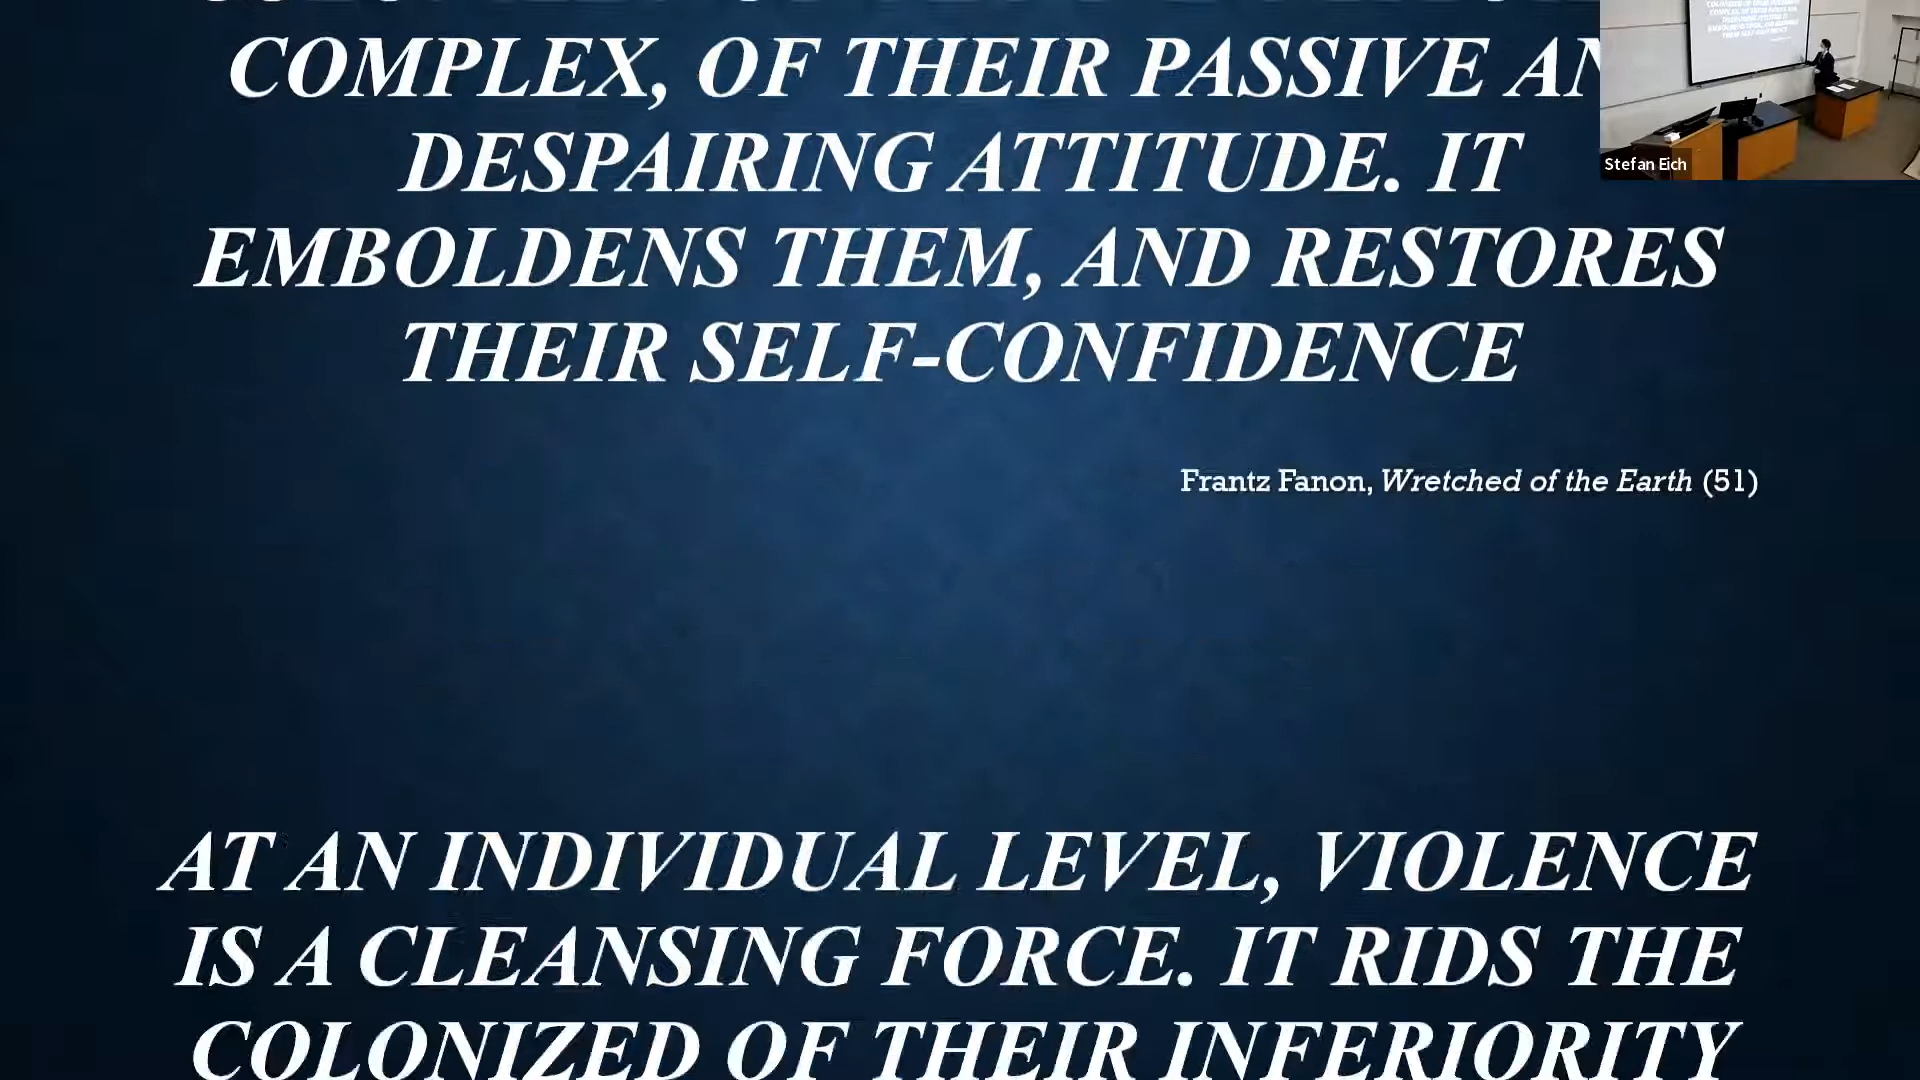 COMPLEX, OF THEIR PASSIVE AN
DESPAIRING ATTITUDE. IT
EMBOLDENS THEM, AND RESTORES
THEIR SELF-CONFIDENCE
Stefan Eich
Frantz Fanon, Wretched of the Earth (51)
AT AN INDIVIDUAL LEVEL, VIOLENCE
IS A CLEANSING FORCE. IT RIDS THE
COLONIZED OF THEIR INFERIORITY